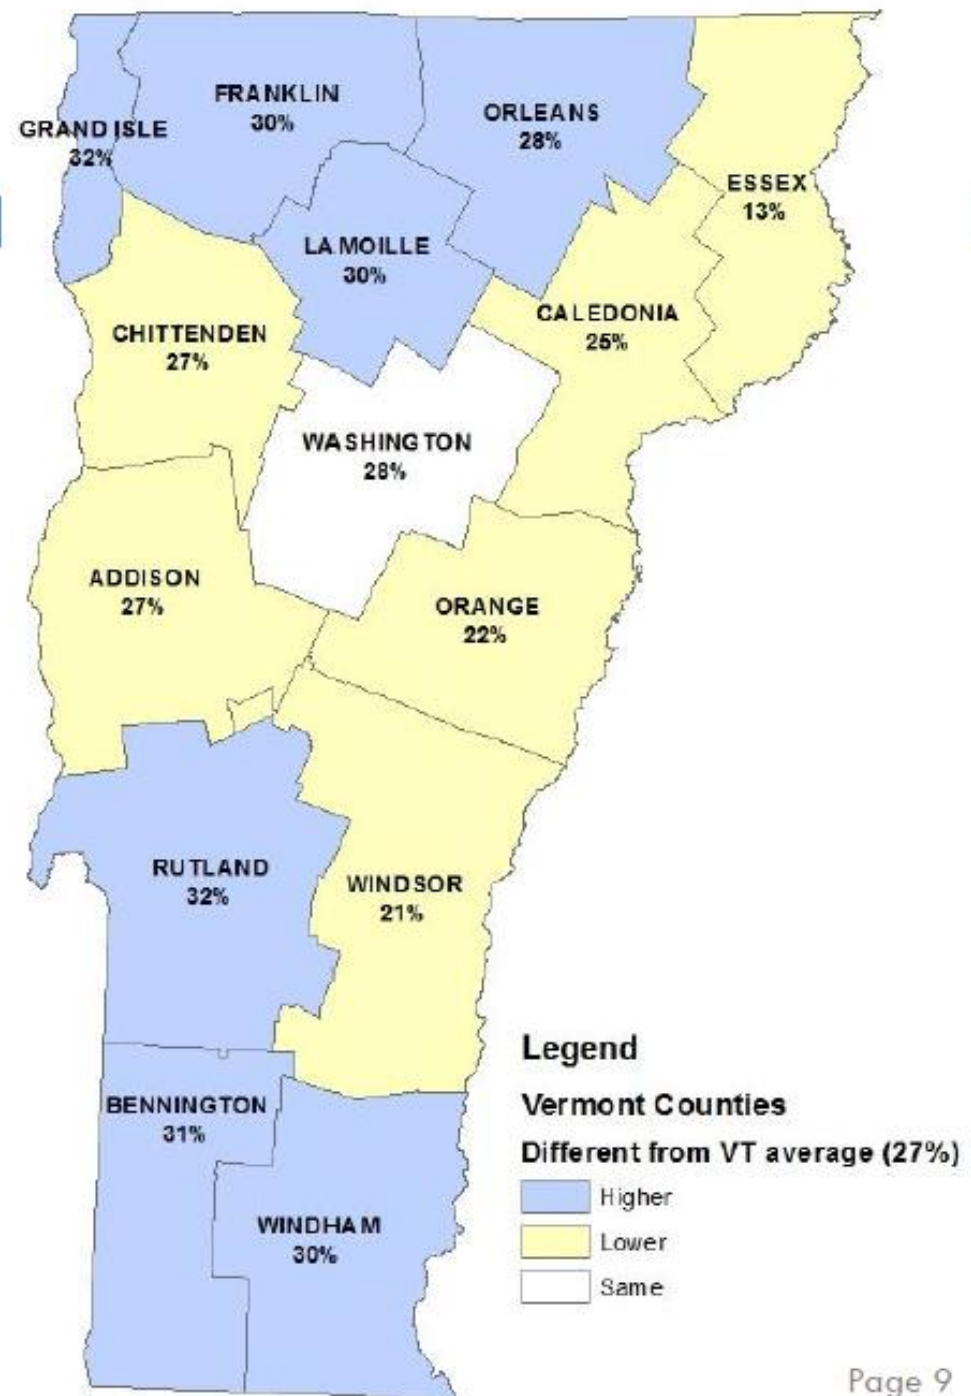 FRANKLIN
30%
ORLEANS
28%
GRAND ISLE
32%
ESSEX
13%
LAMOILLE
30%
CALEDONIA
25%
CHITTENDEN
27%
WASHINGTON
28%
ADDISON
27%
ORANGE
22%
RUTLAND
32%
WINDSOR
21%
BENNINGTON
31%
WINDHAM
30%
Legend
Vermont Counties
Different from VT average (27%)
Higher
Lower
Same
Page 9